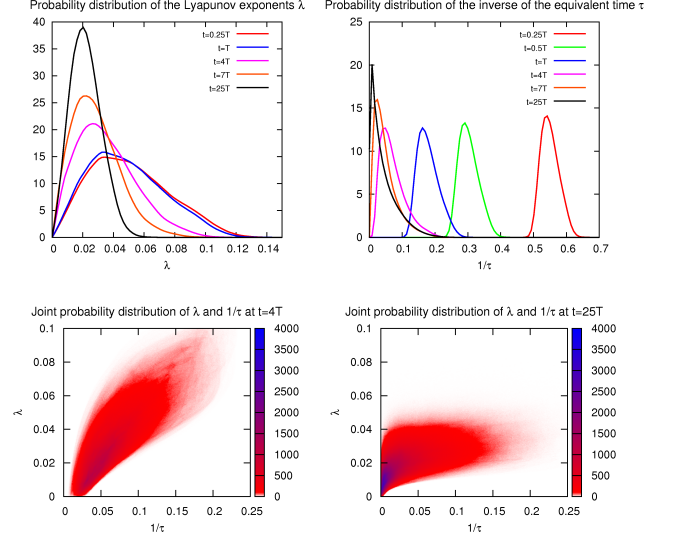 Probability distribution of the Lyapunov exponents λ
40
35
30
25
20
15
10
5
0
t=0.25T
t=T
t=4T
t=7T
t=25T
0 0.02 0.04 0.06 0.08 0.1 0.12 0.14
λ
Probability distribution of the inverse of the equivalent time τ
25
20
15
10
5
0
t=0.25T
t=0.5T
t=T
t=4T
t=7T
t=25T
0 0.1 0.2 0.3 0.4 0.5 0.6 0.7
1/τ
Joint probability distribution of λ and 1/τ at t=4T
λ
0.1
0.08
0.06
0.04
0.02
0
0 0.05 0.1 0.15 0.2 0.25
1/τ
4000
3500
3000
2500
2000
1500
1000
500
0
Joint probability distribution of λ and 1/τ at t=25T
λ
0.1
0.08
0.06
0.04
0.02
0
0 0.05 0.1 0.15 0.2 0.25
1/τ
4000
3500
3000
2500
2000
1500
1000
500
0